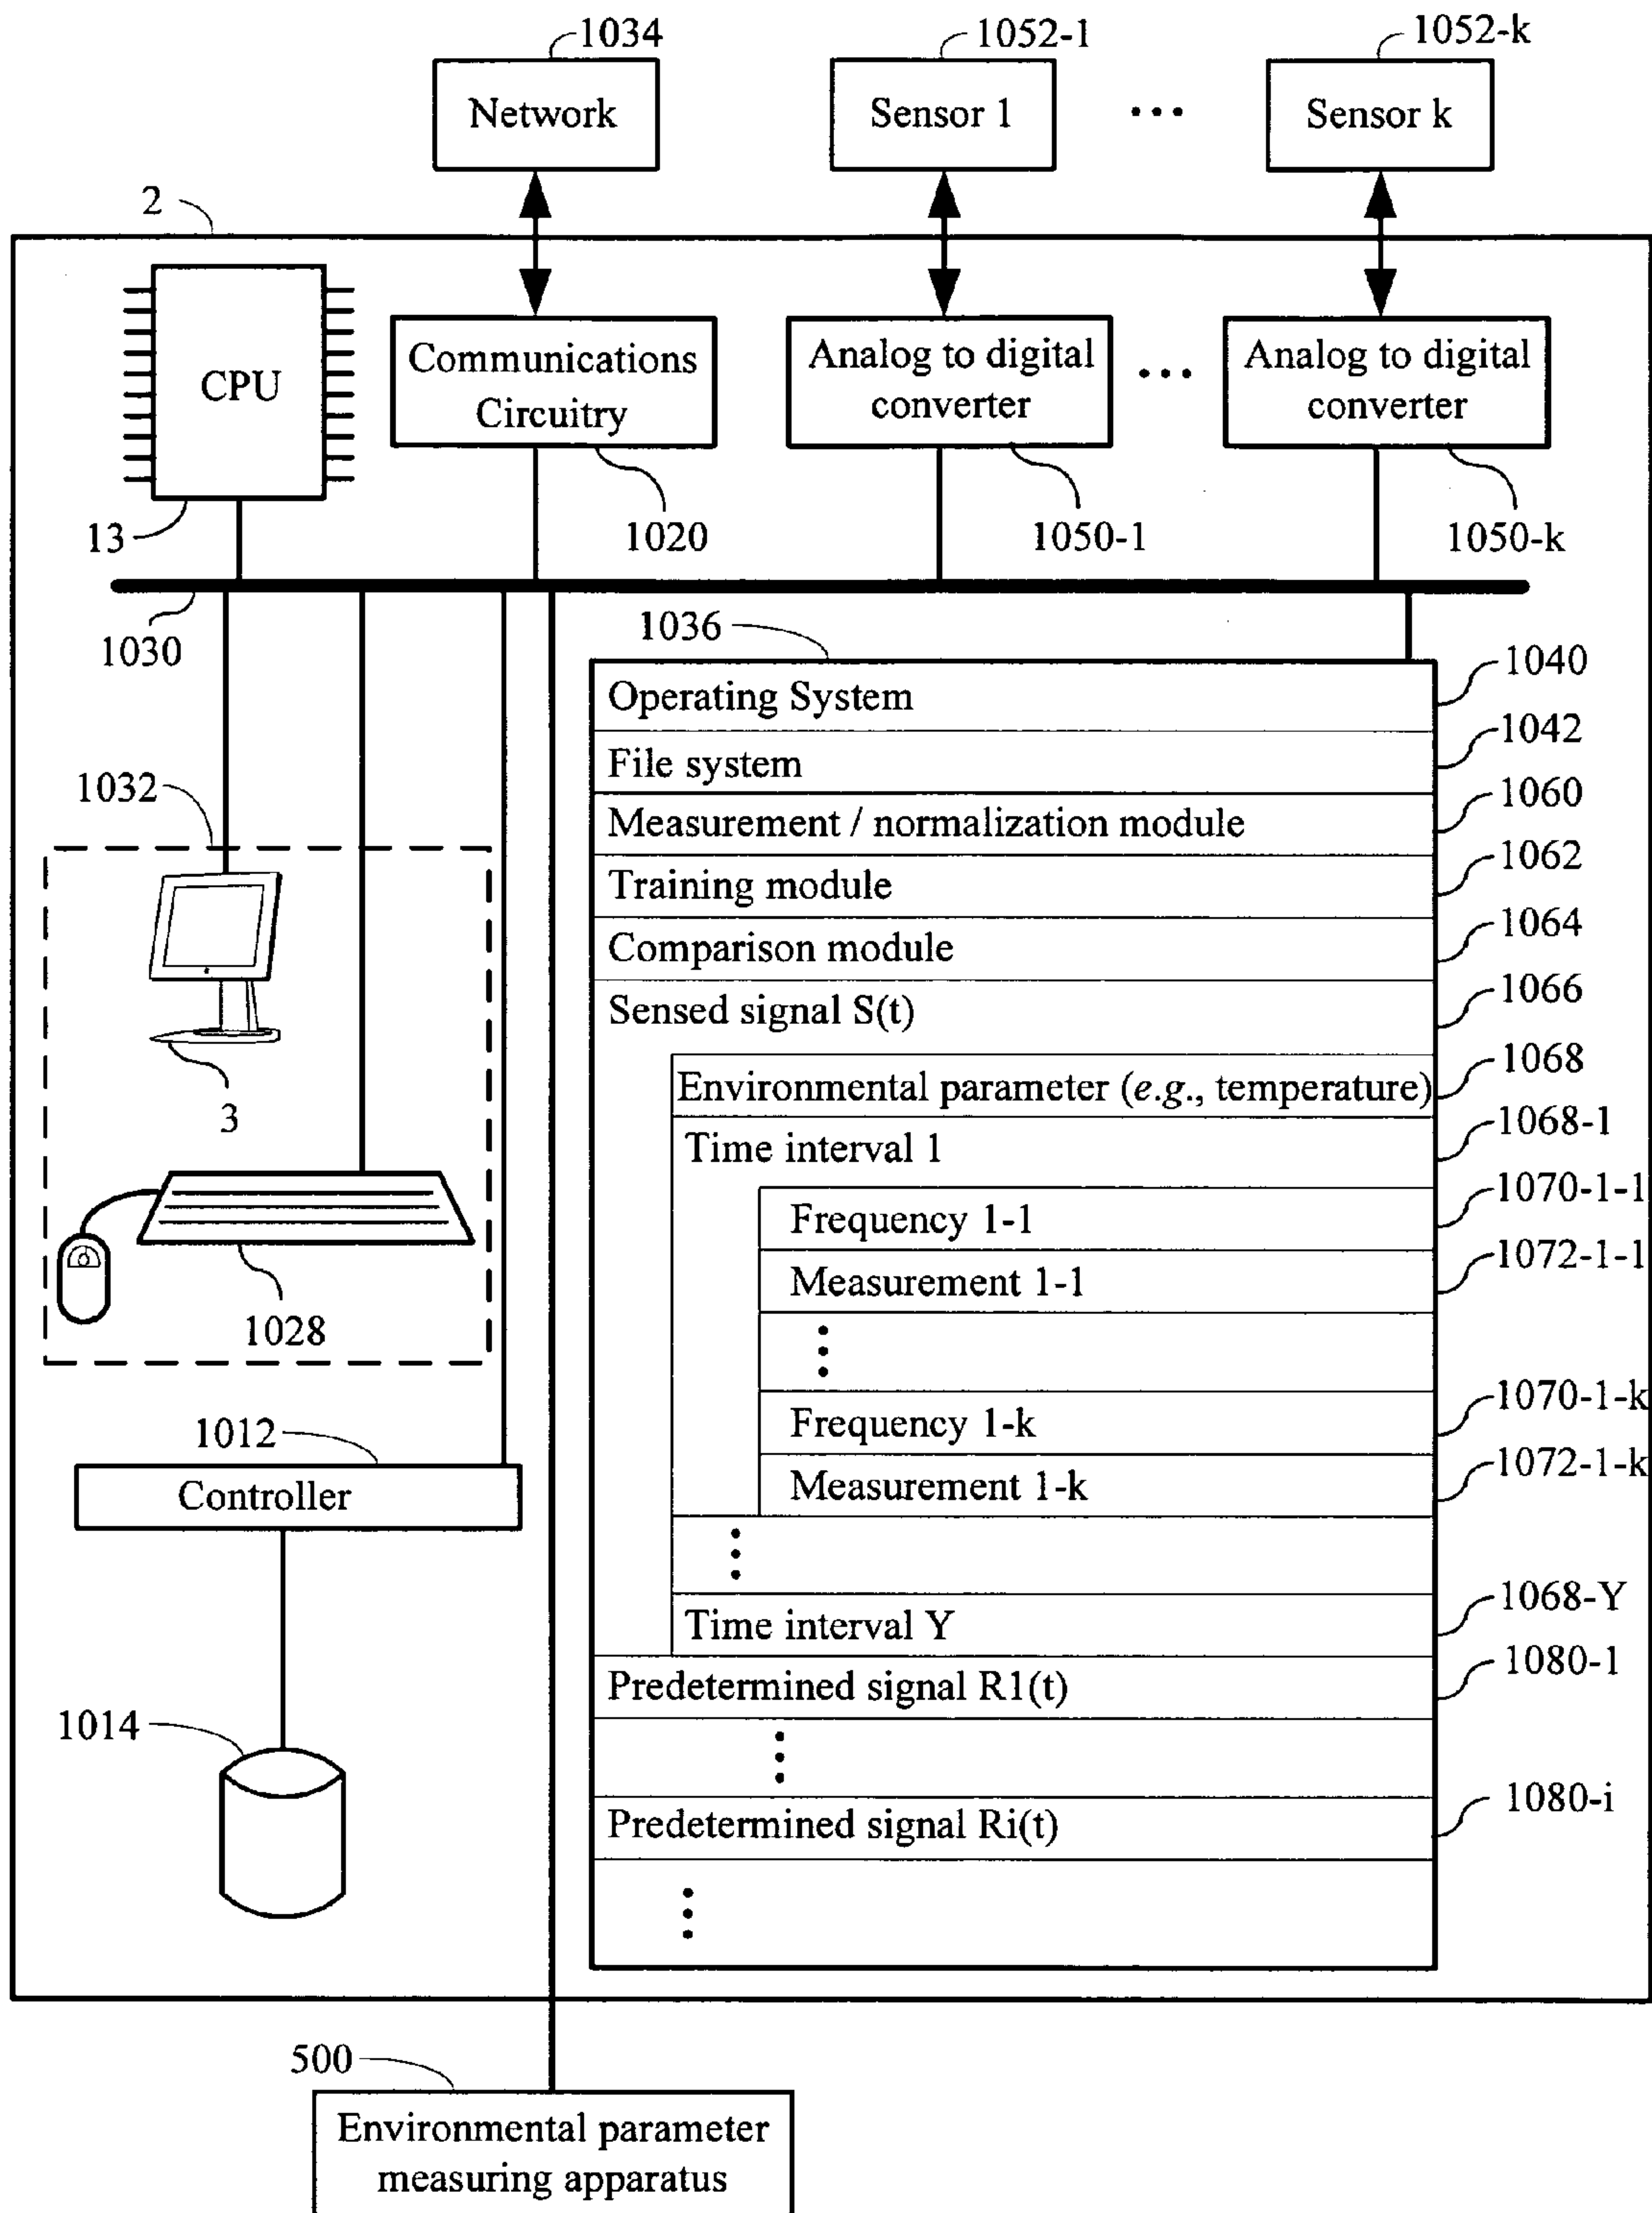 1034
1052-1
1052-k
Network
Sensor 1
...
Sensor k
2
CPU
Communications
Circuitry
Analog to digital
converter
...
Analog to digital
converter
13
1020
1050-1
1050-k
1030
1036
1040
Operating System
1042
File system
1032
1060
Measurement / normalization module
1062
Training module
1064
Comparison module
1066
Sensed signal S(t)
1068
Environmental parameter (e.g., temperature)
3
1068-1
Time interval 1
1070-1-1
Frequency 1-1
1072-1-1
Measurement 1-1
1028
1070-1-k
Frequency 1-k
1012
1072-1-k
Measurement 1-k
Controller
1068-Y
Time interval Y
1080-1
Predetermined signal R1(t)
1014
1080-i
Predetermined signal Ri(t)
500
Environmental parameter
measuring apparatus